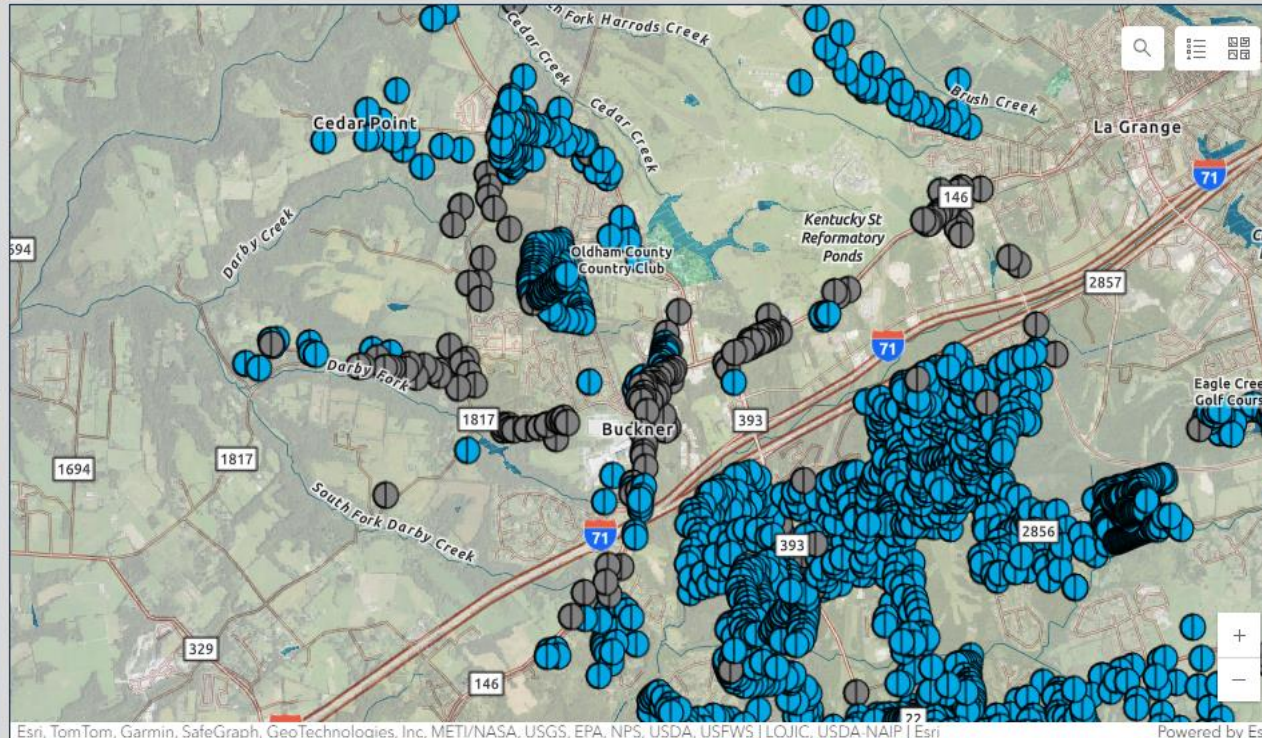 th Fork Harrods Creek
Cedar Creek
Brush Creek
La Grange
Cedar Point
Cedar Creek
71
146
Kentucky St
Reformatory
Ponds
Darby Creek
694
Oldham County
Country Club
2857
71
Darby Fork
Eagle Cree
Golf Cours
1817
393
Buckner
1694
1817
South Fork Darby Creek
71
393
2856
329
146
22
+
−
Esri, TomTom, Garmin, SafeGraph, GeoTechnologies, Inc, METI/NASA, USGS, EPA, NPS, USDA, USFWS | LOJIC, USDA-NAIP | Esri
Powered by Es